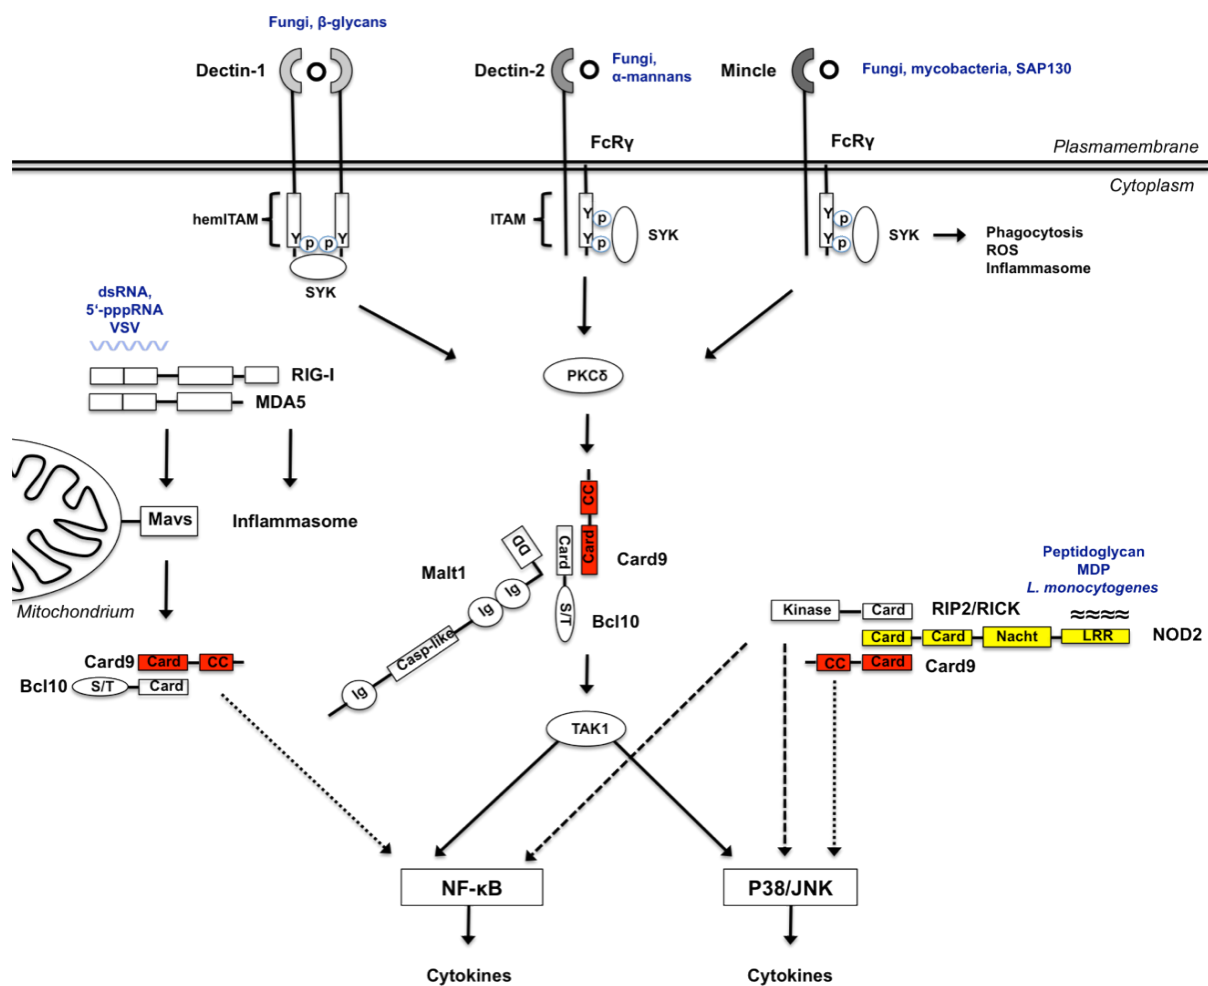 Fungi, β-glycans
Dectin-1
Dectin-2
Fungi,
α-mannans
Mincle
Fungi, mycobacteria, SAP130
FcRγ
FcRγ
Plasmamembrane
Cytoplasm
hemITAM
Y
p
p
Y
SYK
ITAM
Y
p
Y
p
SYK
Y
p
Y
p
SYK
Phagocytosis
ROS
Inflammasome
dsRNA,
5‘-pppRNA
VSV
RIG-I
MDA5
PKCδ
Mavs
Inflammasome
Mitochondrium
CC
Card
Card9
Card
S/T
Bcl10
DD
Malt1
Ig
Ig
Casp-like
Ig
Peptidoglycan
MDP
L. monocytogenes
Kinase
Card
RIP2/RICK
Card
Card
Nacht
LRR
NOD2
CC
Card
Card9
Card9
Card
CC
Bcl10
S/T
Card
TAK1
NF-κB
P38/JNK
Cytokines
Cytokines